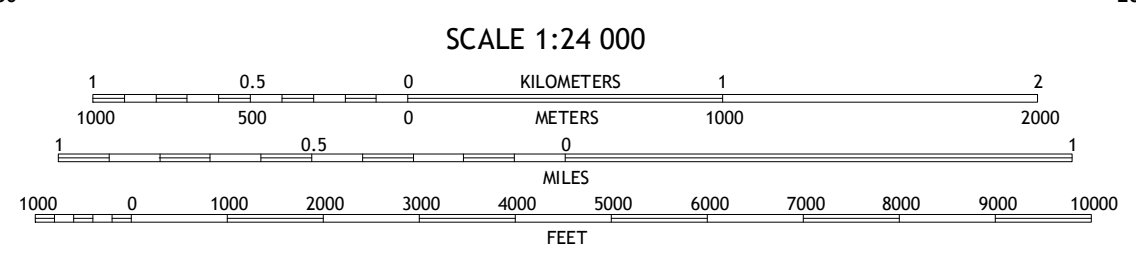 SCALE 1:24 000
1 0.5 0 KILOMETERS 1 2
1000 500 0 METERS 1000 2000
1 0.5 0 1
MILES
1000 0 1000 2000 3000 4000 5000 6000 7000 8000 9000 10000
FEET